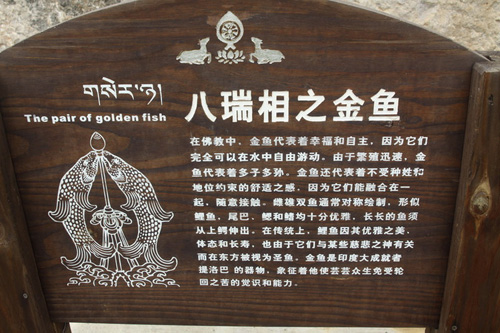 གསེར་ཉ།
The pair of golden fish
八瑞相之金鱼
在佛教中，金鱼代表着幸福和自主，因为它们
完全可以在水中自由游动。由于繁殖迅速，金
鱼代表着多子多孙。金鱼还代表着不受种姓和
地位约束的舒适之感，因为它们能融合在一
起，随意接触。雌雄双鱼通常对称绘制，形似
鲤鱼，尾巴、鳃和鳍均十分优雅，长长的鱼须
从上鳄伸出。在传统上，鲤鱼因其优雅之美、
体态和长寿，也由于它们与某些慈悲之神有关
而在东方被视为圣鱼。金鱼是印度大成就者
提洛巴 的器物，象征着他使芸芸众生免受轮
回之苦的觉识和能力。